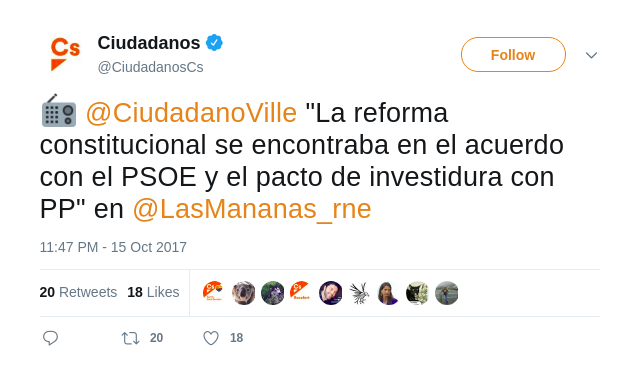 Cs
Ciudadanos
@CiudadanosCs
Follow
@CiudadanoVille "La reforma
constitucional se encontraba en el acuerdo
con el PSOE y el pacto de investidura con
PP" en @LasMananas_rne
11:47 PM - 15 Oct 2017
20 Retweets 18 Likes
20 18